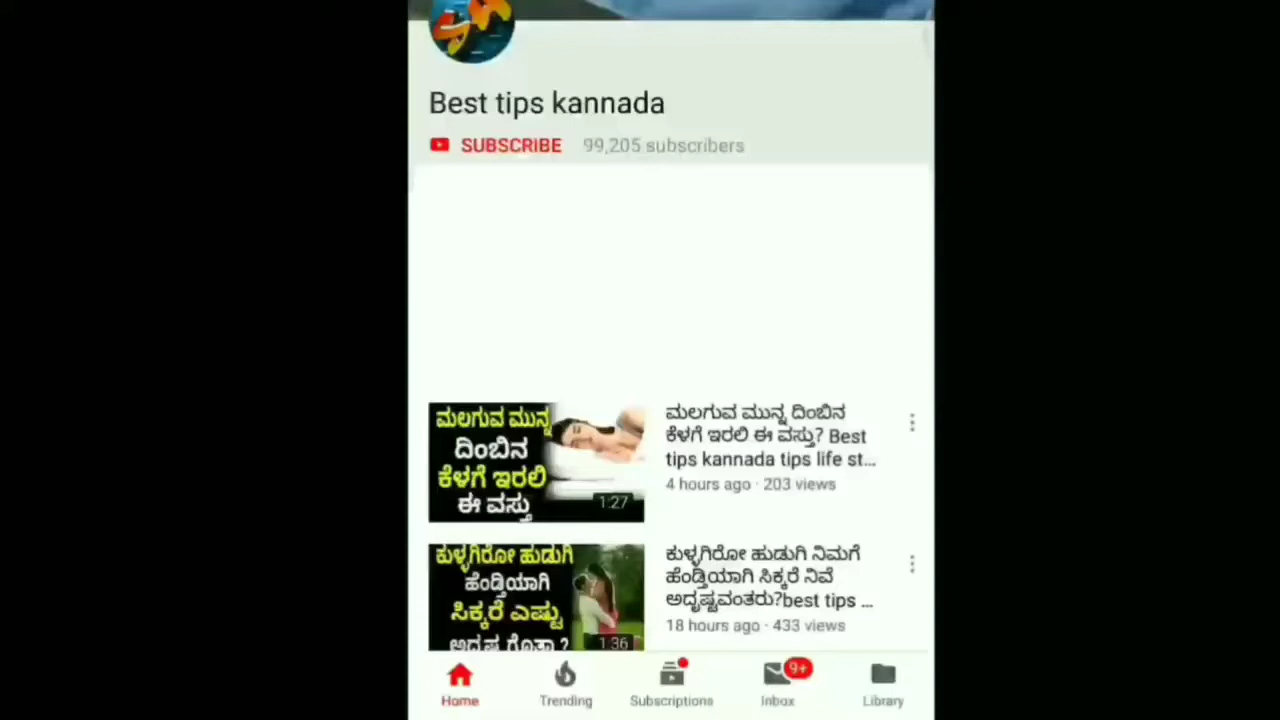 Best tips kannada
SUBSCRIBE 99,205 subscribers
ಮಲಗುವ ಮುನ್ನ
ದಿಂಬಿನ
ಕೆಳಗೆ ಇರಲಿ
ಈ ವಸ್ತು
1:27
ಮಲಗುವ ಮುನ್ನ ದಿಂಬಿನ
ಕೆಳಗೆ ಇರಲಿ ಈ ವಸ್ತು? Best
tips kannada tips life st...
4 hours ago · 203 views
ಕುಳ್ಳಗಿರೋ ಹುಡುಗಿ
ಹೆಂಡ್ತಿಯಾಗಿ
ಸಿಕ್ಕರೆ ಎಷ್ಟು
1:36
ಕುಳ್ಳಗಿರೋ ಹುಡುಗಿ ನಿಮಗೆ
ಹೆಂಡ್ತಿಯಾಗಿ ಸಿಕ್ಕರೆ ನಿವೆ
ಅದೃಷ್ಟವಂತರು?best tips ...
18 hours ago · 433 views
9+
Home Trending Subscriptions Inbox Library